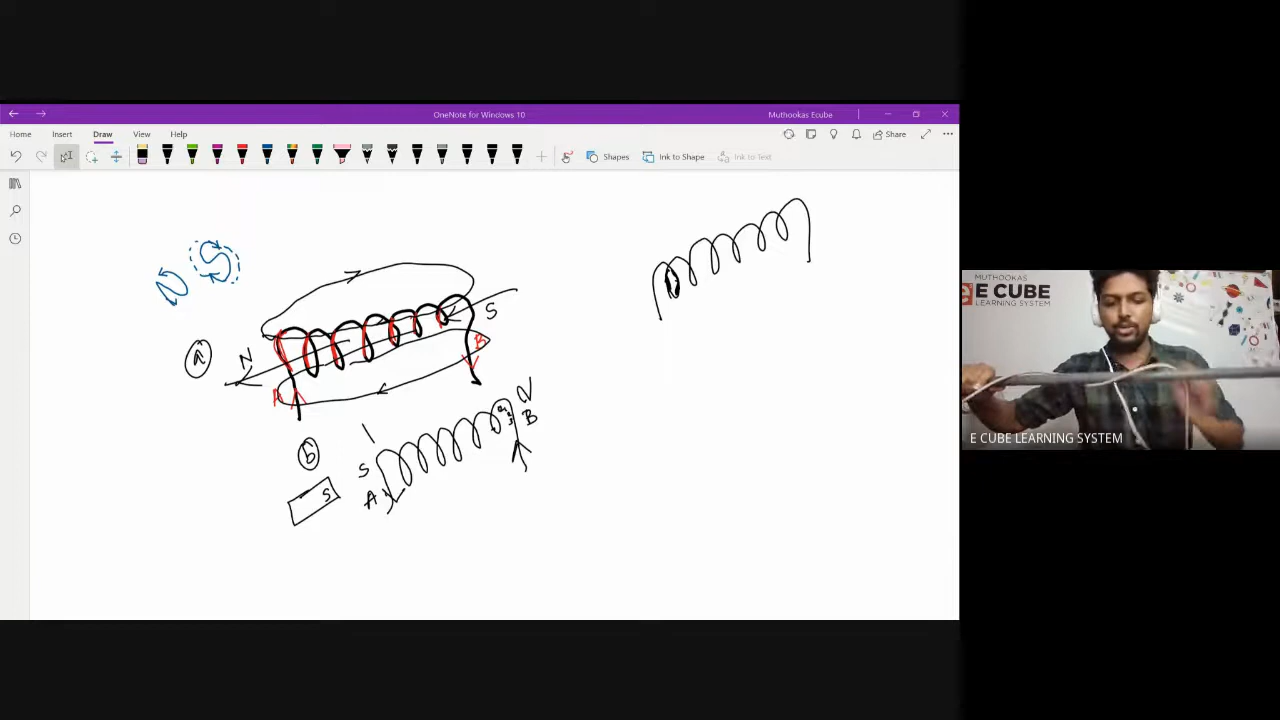 OneNote for Windows 10
Muthookas Ecube
Home Insert Draw View Help
Share
Shapes
Ink to Shape
Ink to Text
N S
S
N
a
B
A
b
N
B
S
A
S
MUTHOOKAS
E CUBE
LEARNING SYSTEM
E CUBE LEARNING SYSTEM